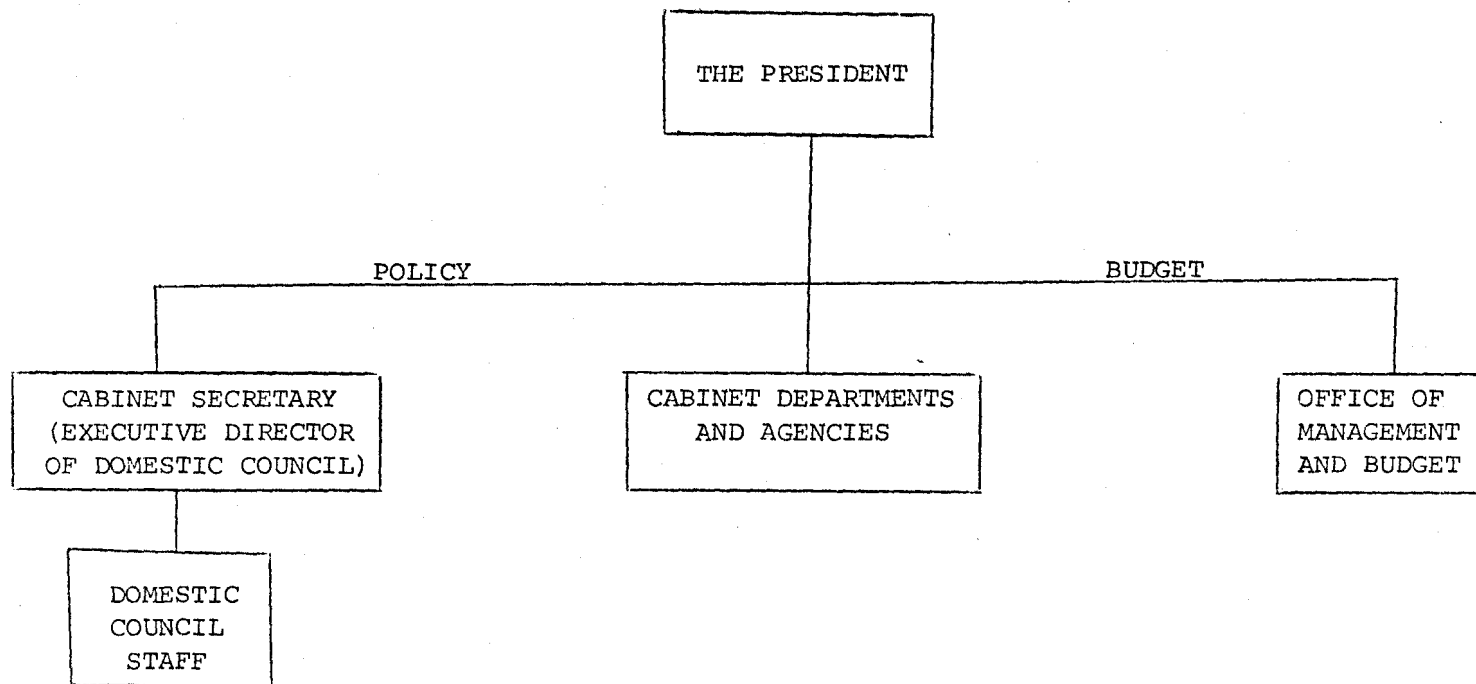 THE PRESIDENT
POLICY
BUDGET
CABINET SECRETARY
(EXECUTIVE DIRECTOR
OF DOMESTIC COUNCIL)
CABINET DEPARTMENTS
AND AGENCIES
OFFICE OF
MANAGEMENT
AND BUDGET
DOMESTIC
COUNCIL
STAFF